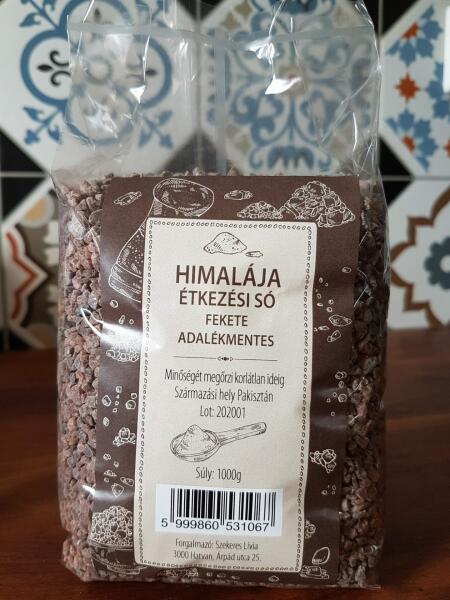 HIMALÁJA
ÉTKEZÉSI SÓ
FEKETE
ADALÉKMENTES
Minőségét megőrzi korlátlan ideig
Származási hely Pakisztán
Lot: 202001
Súly: 1000g
5 999860 531067
Forgalmazó: Szekeres Lívia
3000 Hatvan, Árpád utca 25.